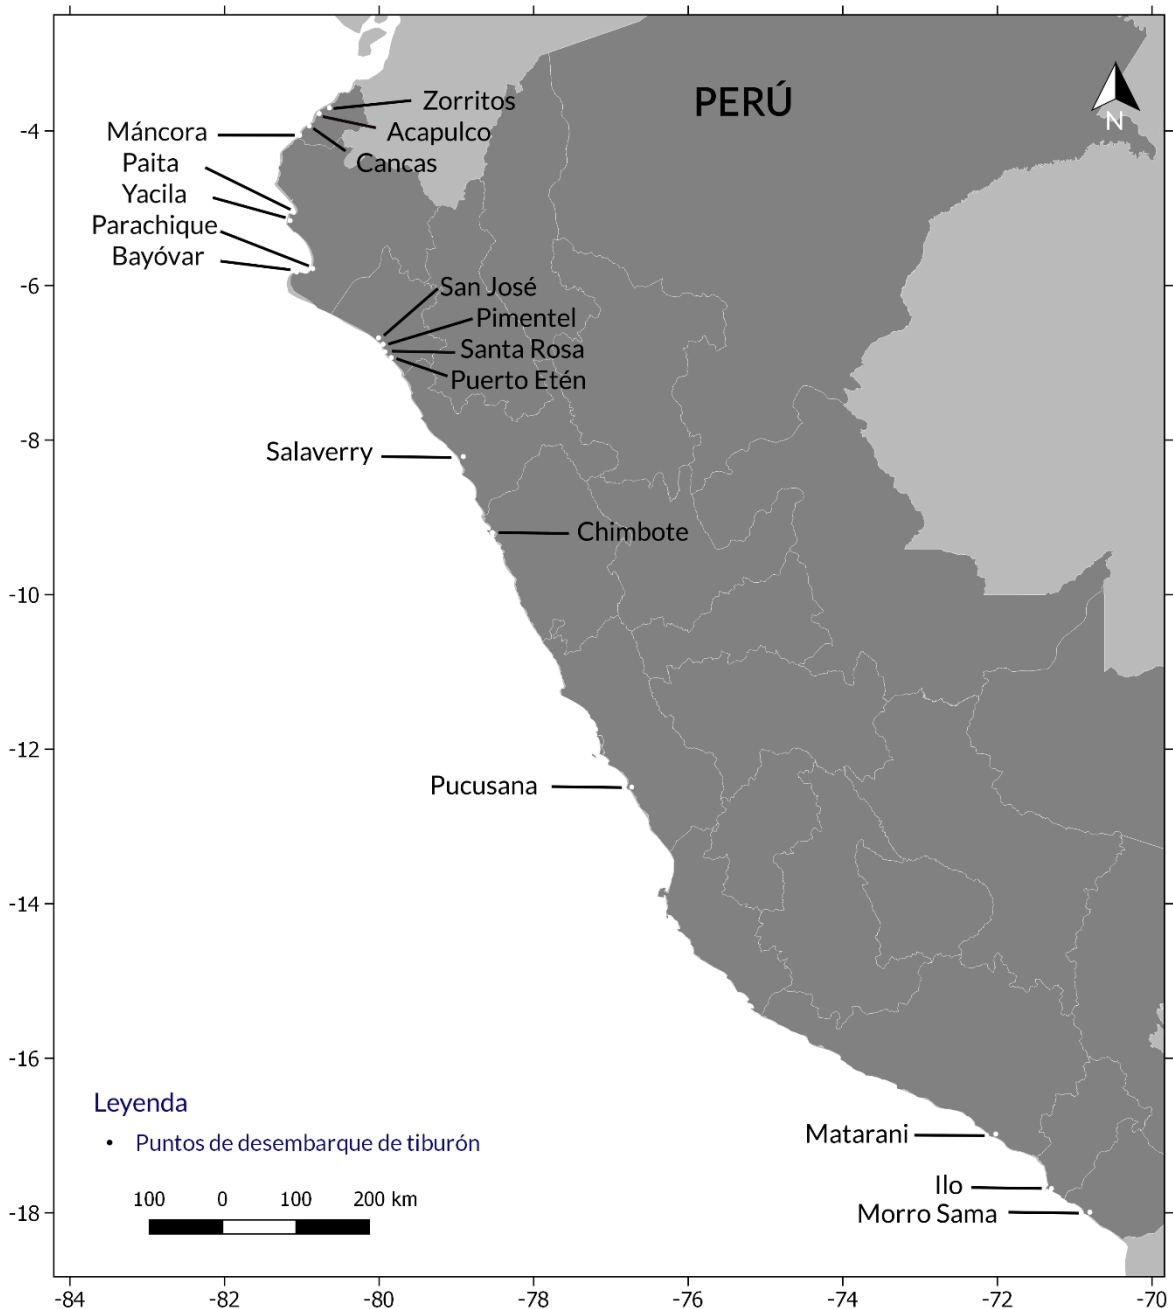 PERÚ
N
Zorritos
Acapulco
Cancas
Máncora
Paita
Yacila
Parachique
Bayóvar
San José
Pimentel
Santa Rosa
Puerto Etén
Salaverry
Chimbote
Pucusana
Matarani
Ilo
Morro Sama
-4
-6
-8
-10
-12
-14
-16
-18
Leyenda
• Puntos de desembarque de tiburón
100 0 100 200 km
-84 -82 -80 -78 -76 -74 -72 -70